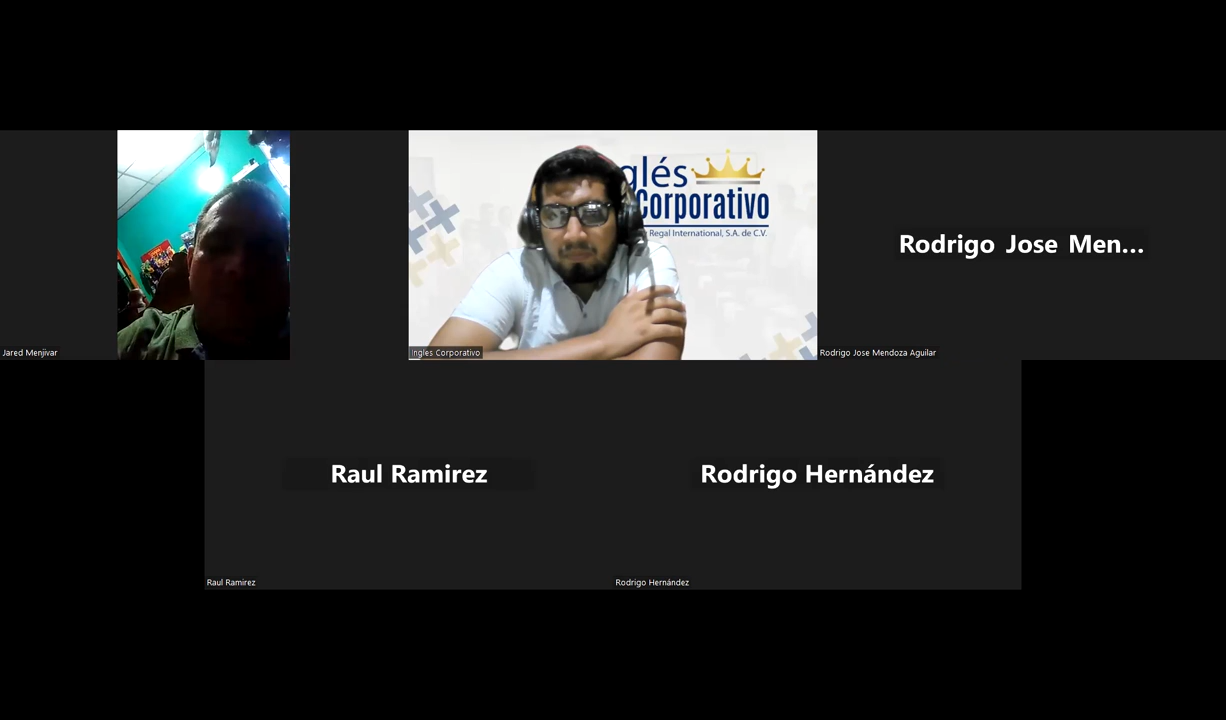 glés
Corporativo
Regal International, S.A. de C.V.
Rodrigo Jose Men...
Jared Menjivar
Ingles Corporativo
Rodrigo Jose Mendoza Aguilar
Raul Ramirez
Rodrigo Hernández
Raul Ramirez
Rodrigo Hernández